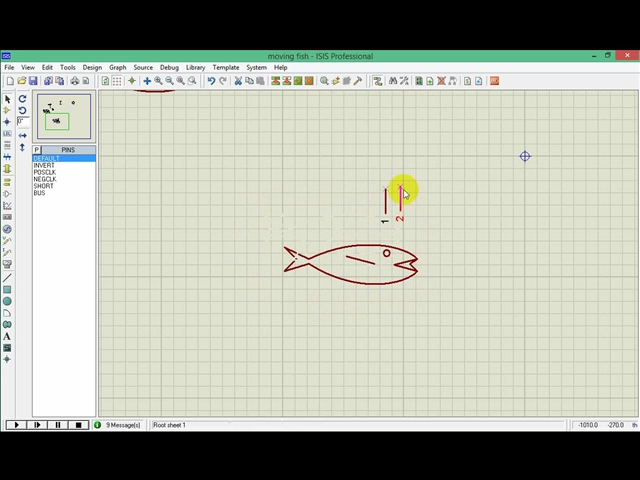 moving fish - ISIS Professional
File View Edit Tools Design Graph Source Debug Library Template System Help
P PINS
DEFAULT
INVERT
POSCLK
NEGCLK
SHORT
BUS
1
2
9 Message(s) Root sheet 1 -1010.0 -270.0 th